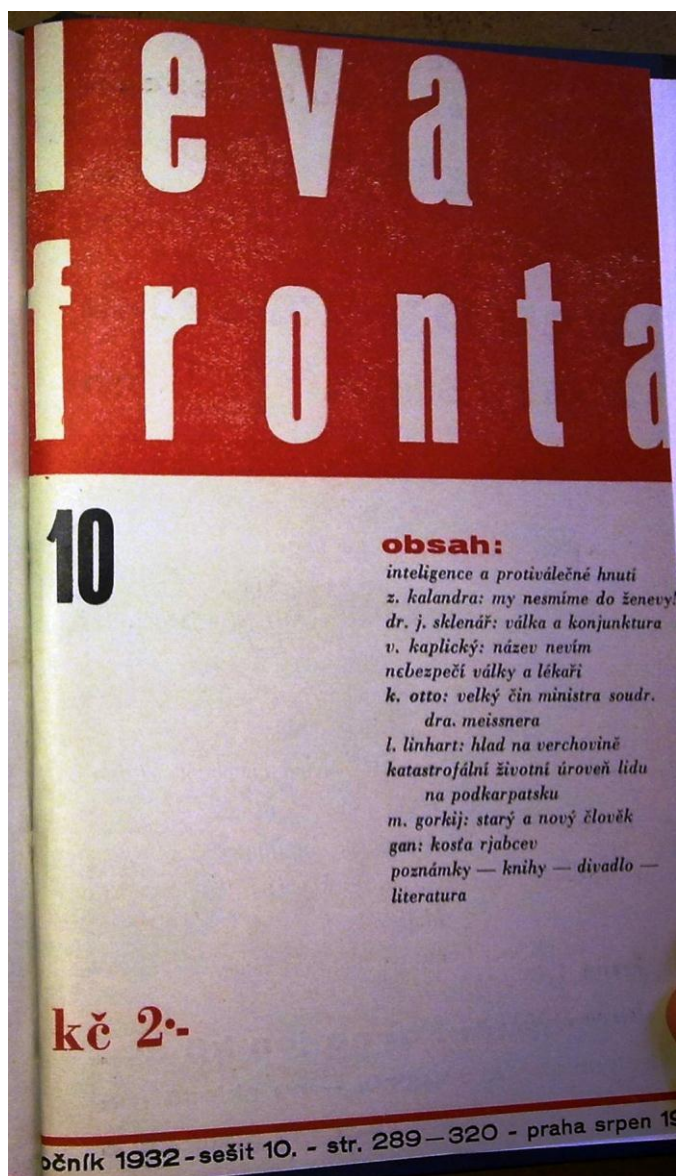 leva
fronta
10
obsah:
inteligence a protiválečné hnutí
z. kalandra: my nesmíme do ženevy!
dr. j. sklenář: válka a konjunktura
v. kaplický: název nevím
nebezpečí války a lékaři
k. otto: velký čin ministra soudr.
dra. meissnera
l. linhart: hlad na verchovině
katastrofální životní úroveň lidu
na podkarpatsku
m. gorkij: starý a nový člověk
gan: kosťa rjabcev
poznámky — knihy — divadlo —
literatura
kč 2·-
očník 1932-sešit 10. - str. 289—320 - praha srpen 19